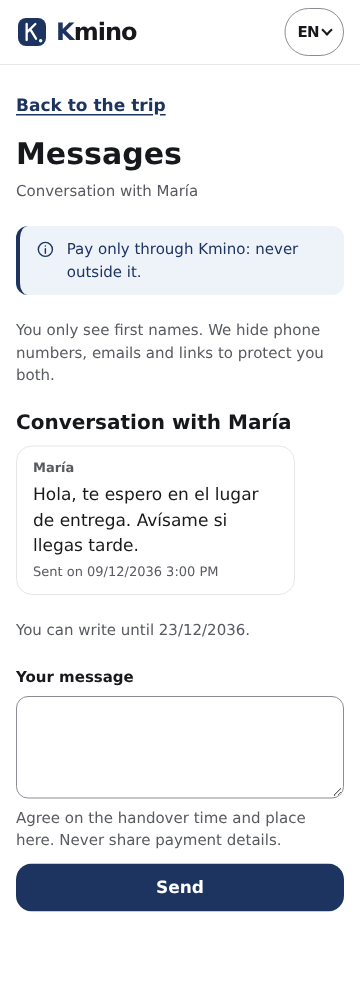 K.
Kmino
EN
Back to the trip
Messages
Conversation with María
Pay only through Kmino: never
outside it.
You only see first names. We hide phone
numbers, emails and links to protect you
both.
Conversation with María
María
Hola, te espero en el lugar
de entrega. Avísame si
llegas tarde.
Sent on 09/12/2036 3:00 PM
You can write until 23/12/2036.
Your message
Agree on the handover time and place
here. Never share payment details.
Send